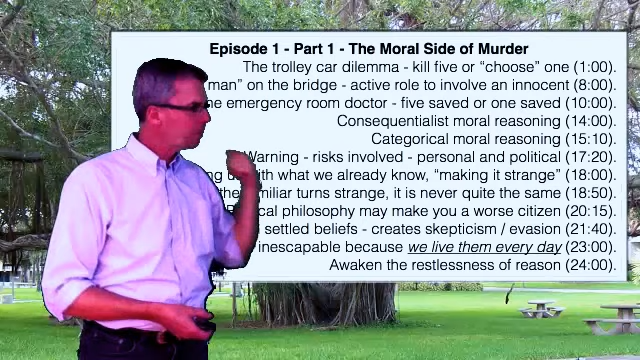 Episode 1 - Part 1 - The Moral Side of Murder
The trolley car dilemma - kill five or “choose” one (1:00).
man” on the bridge - active role to involve an innocent (8:00).
emergency room doctor - five saved or one saved (10:00).
Consequentialist moral reasoning (14:00).
Categorical moral reasoning (15:10).
Warning - risks involved - personal and political (17:20).
with what we already know, “making it strange” (18:00).
turns strange, it is never quite the same (18:50).
philosophy may make you a worse citizen (20:15).
settled beliefs - creates skepticism / evasion (21:40).
inescapable because we live them every day (23:00).
Awaken the restlessness of reason (24:00).